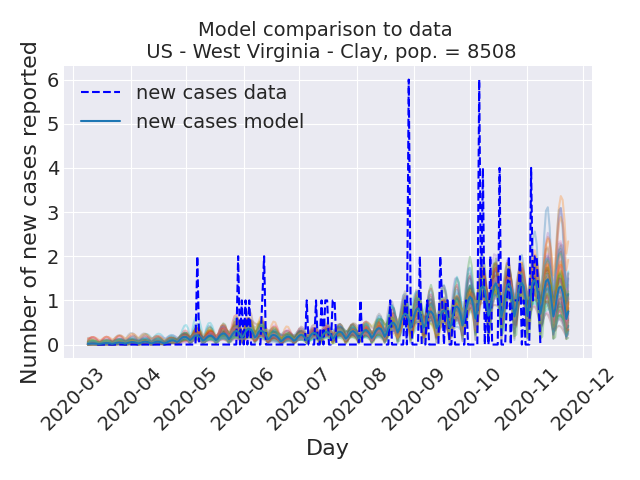 Model comparison to data
US - West Virginia - Clay, pop. = 8508
Number of new cases reported
6
5
4
3
2
1
0
new cases data
new cases model
2020-03
2020-04
2020-05
2020-06
2020-07
2020-08
2020-09
2020-10
2020-11
2020-12
Day